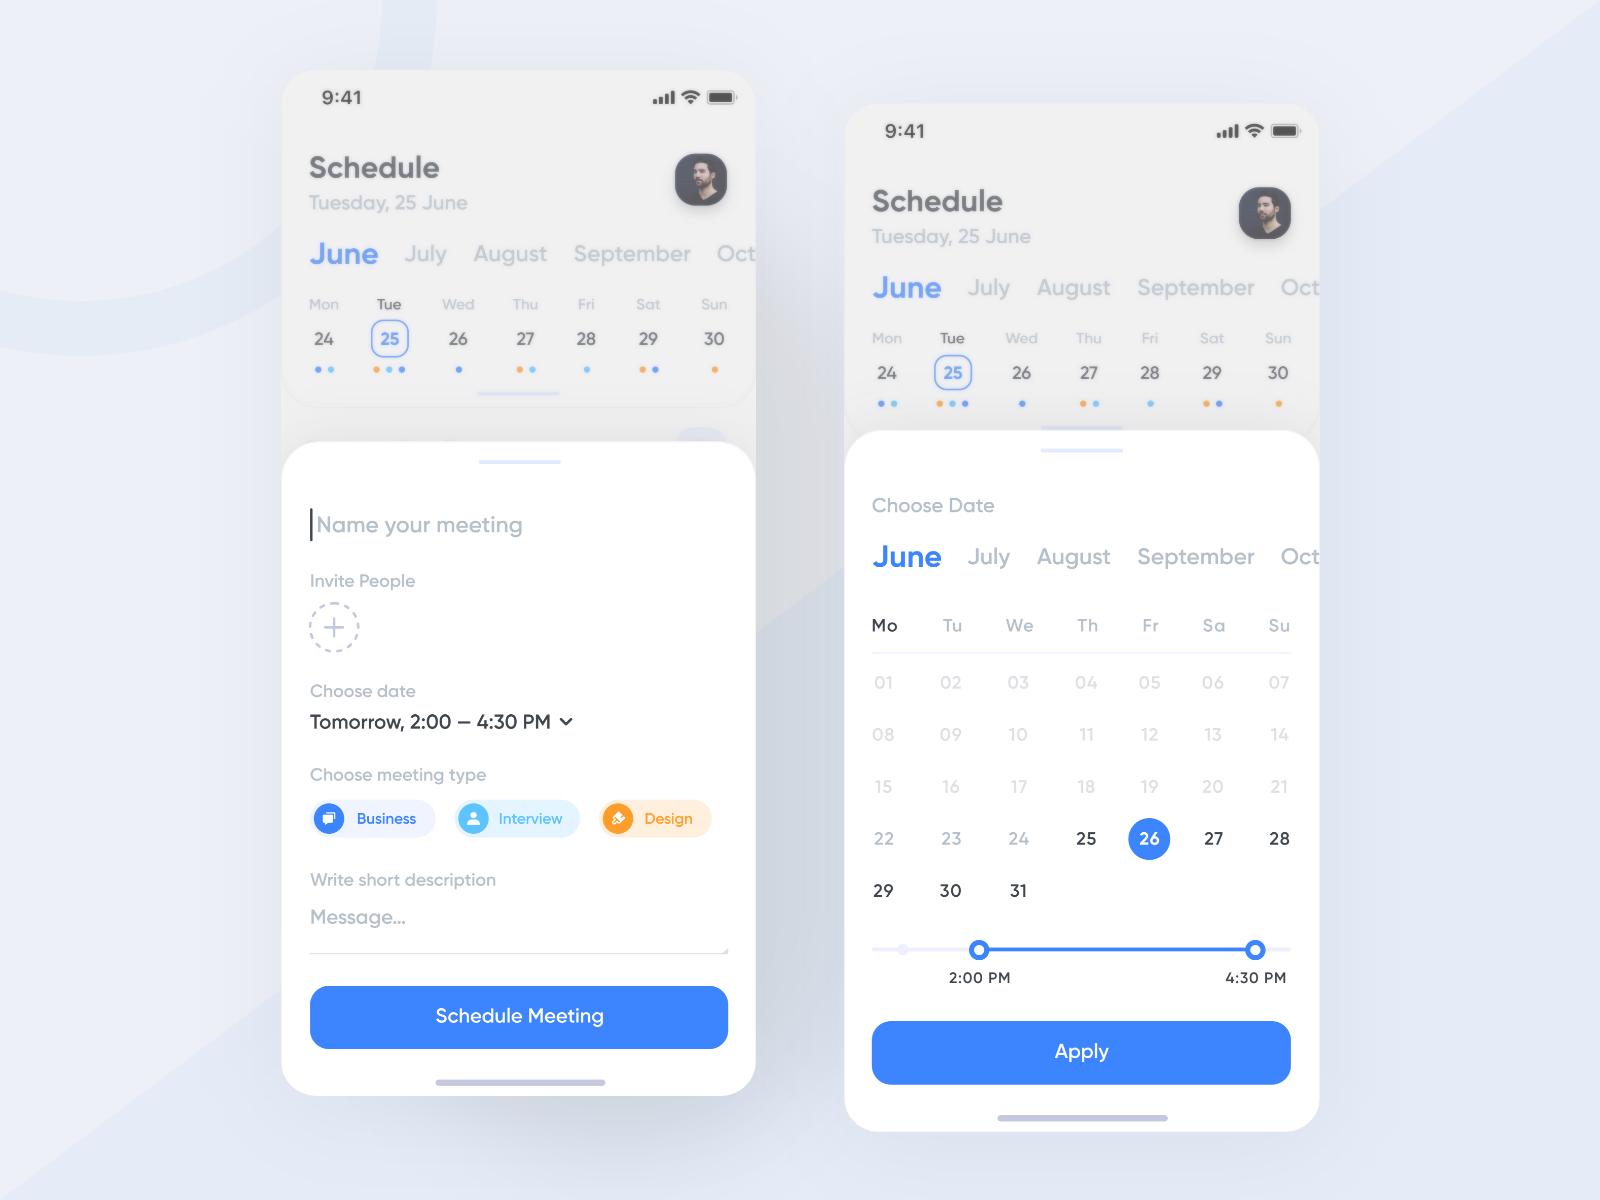 9:41
Schedule
Tuesday, 25 June
June July August September Oct
Mon Tue Wed Thu Fri Sat Sun
24 25 26 27 28 29 30
Name your meeting
Invite People
Choose date
Tomorrow, 2:00 — 4:30 PM
Choose meeting type
Business Interview Design
Write short description
Message...
Schedule Meeting
9:41
Schedule
Tuesday, 25 June
June July August September Oct
Mon Tue Wed Thu Fri Sat Sun
24 25 26 27 28 29 30
Choose Date
June July August September Oct
Mo Tu We Th Fr Sa Su
01 02 03 04 05 06 07
08 09 10 11 12 13 14
15 16 17 18 19 20 21
22 23 24 25 26 27 28
29 30 31
2:00 PM 4:30 PM
Apply